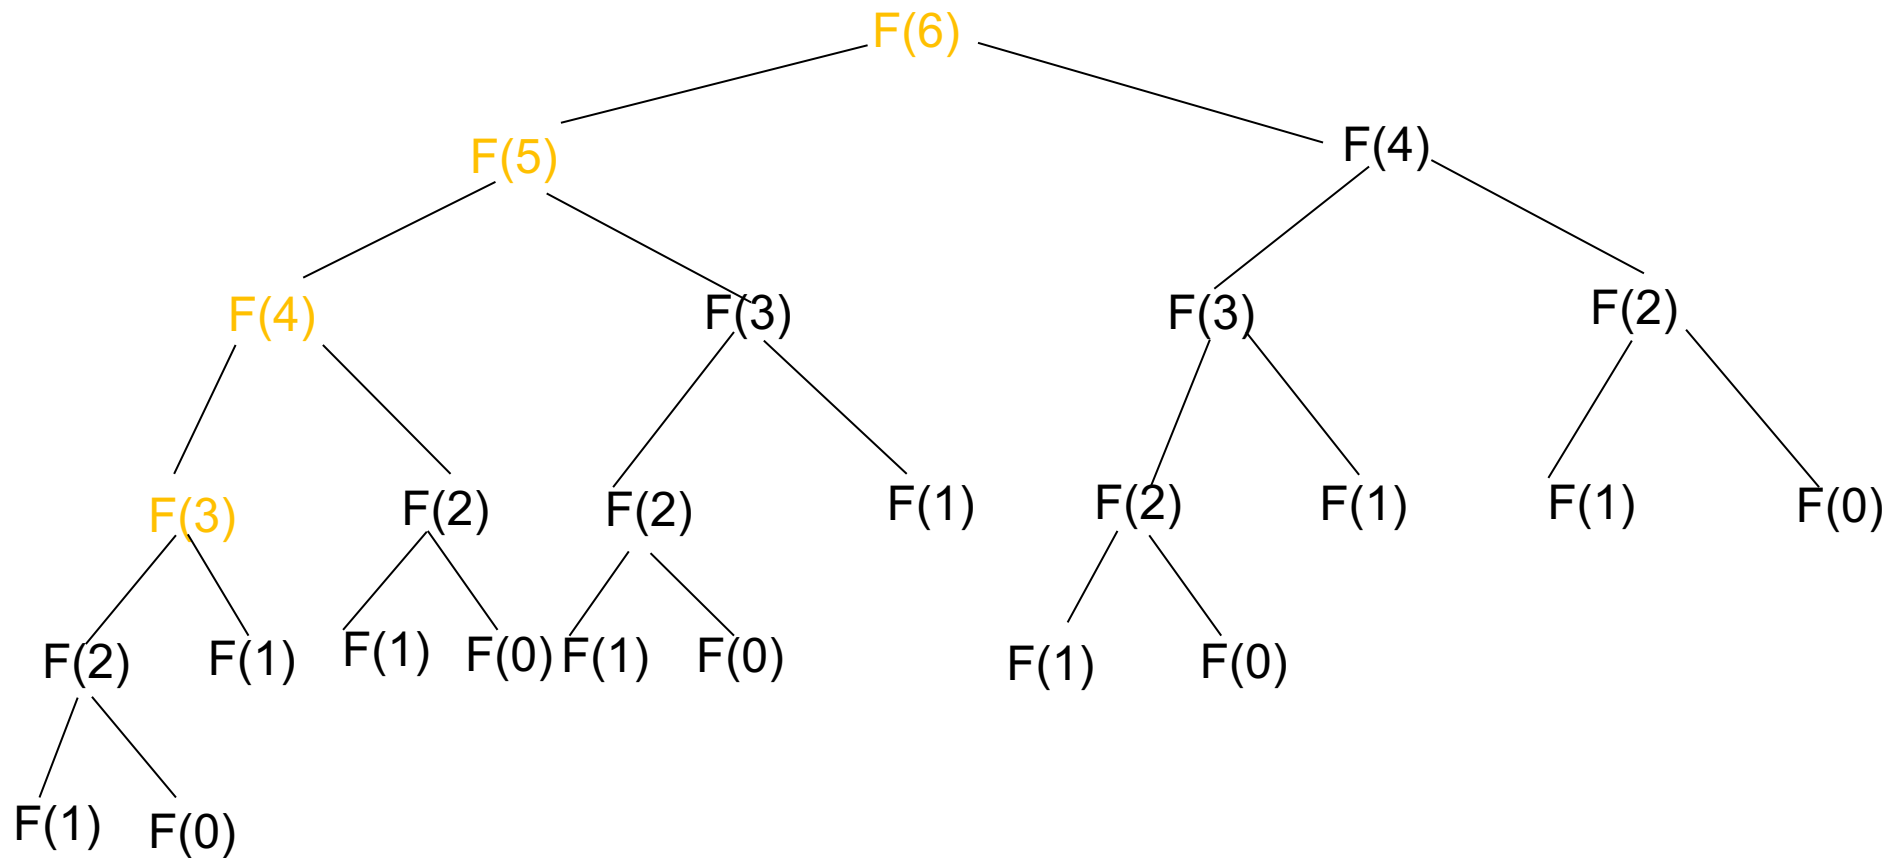 F(6)
F(5) F(4)
F(4) F(3) F(3) F(2)
F(3) F(2) F(2) F(1) F(2) F(1) F(1) F(0)
F(2) F(1) F(1) F(0) F(1) F(0) F(1) F(0)
F(1) F(0)